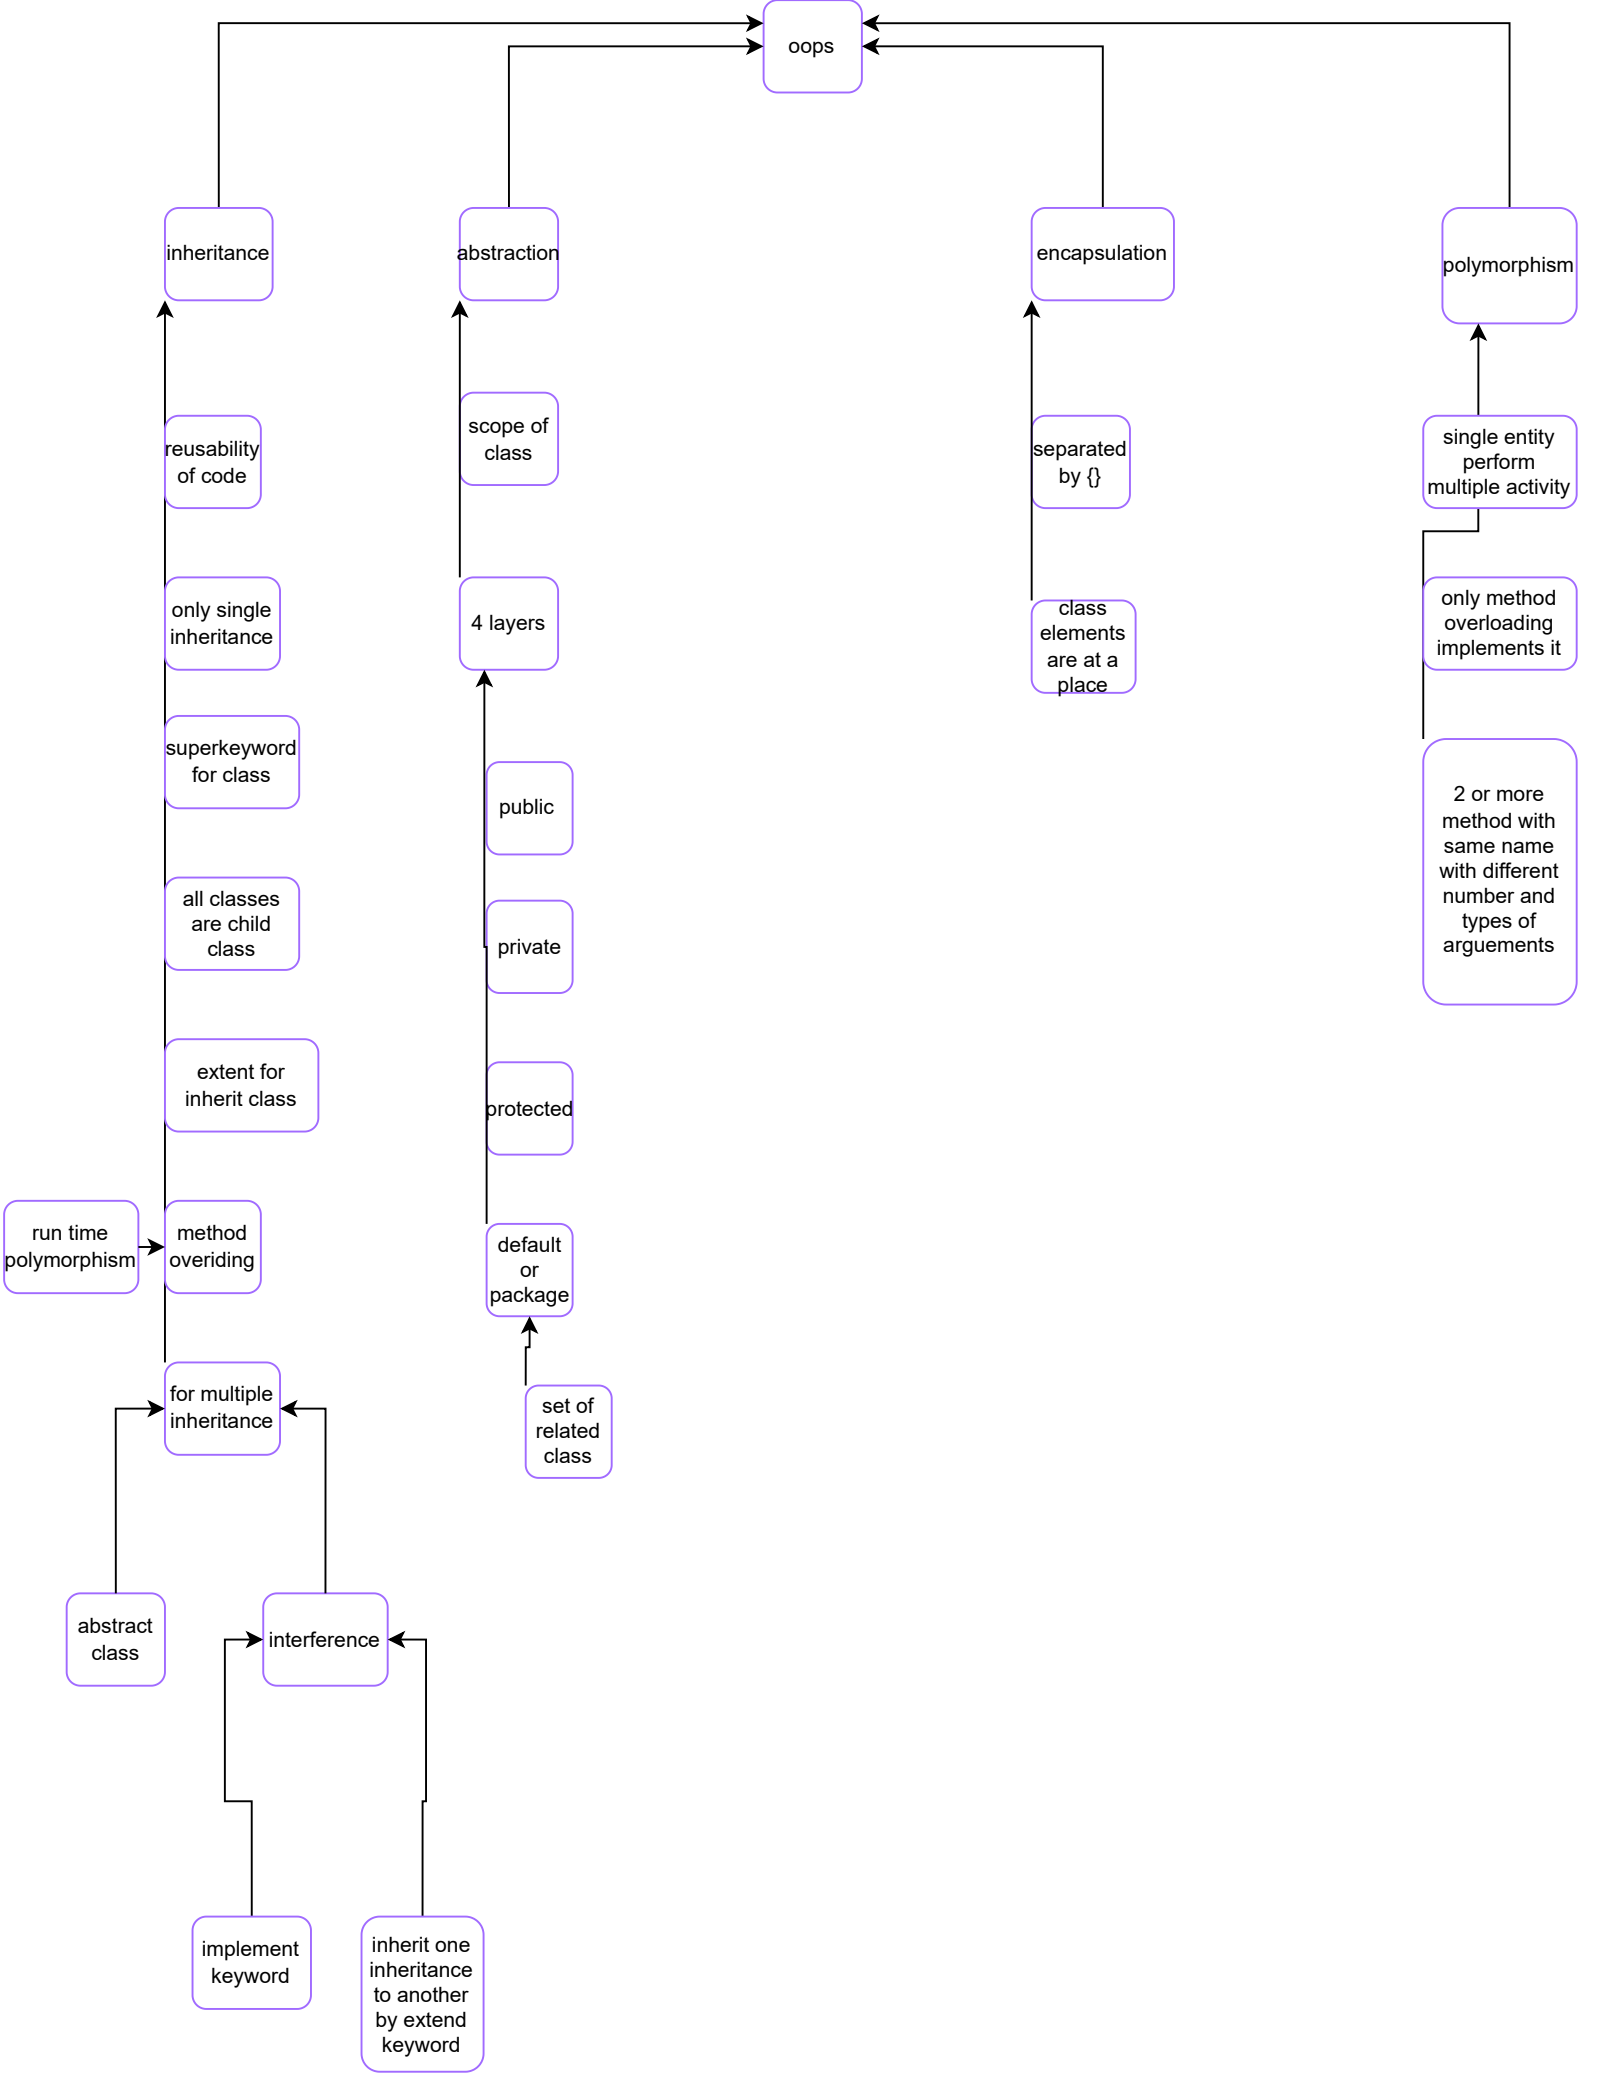 oops
inheritance
abstraction
encapsulation
polymorphism
reusability
of code
scope of
class
separated
by {}
single entity
perform
multiple activity
only single
inheritance
4 layers
class
elements
are at a
place
only method
overloading
implements it
superkeyword
for class
public
2 or more
method with
same name
with different
number and
types of
arguements
all classes
are child
class
private
extent for
inherit class
protected
run time
polymorphism
method
overiding
default
or
package
for multiple
inheritance
set of
related
class
abstract
class
interference
implement
keyword
inherit one
inheritance
to another
by extend
keyword